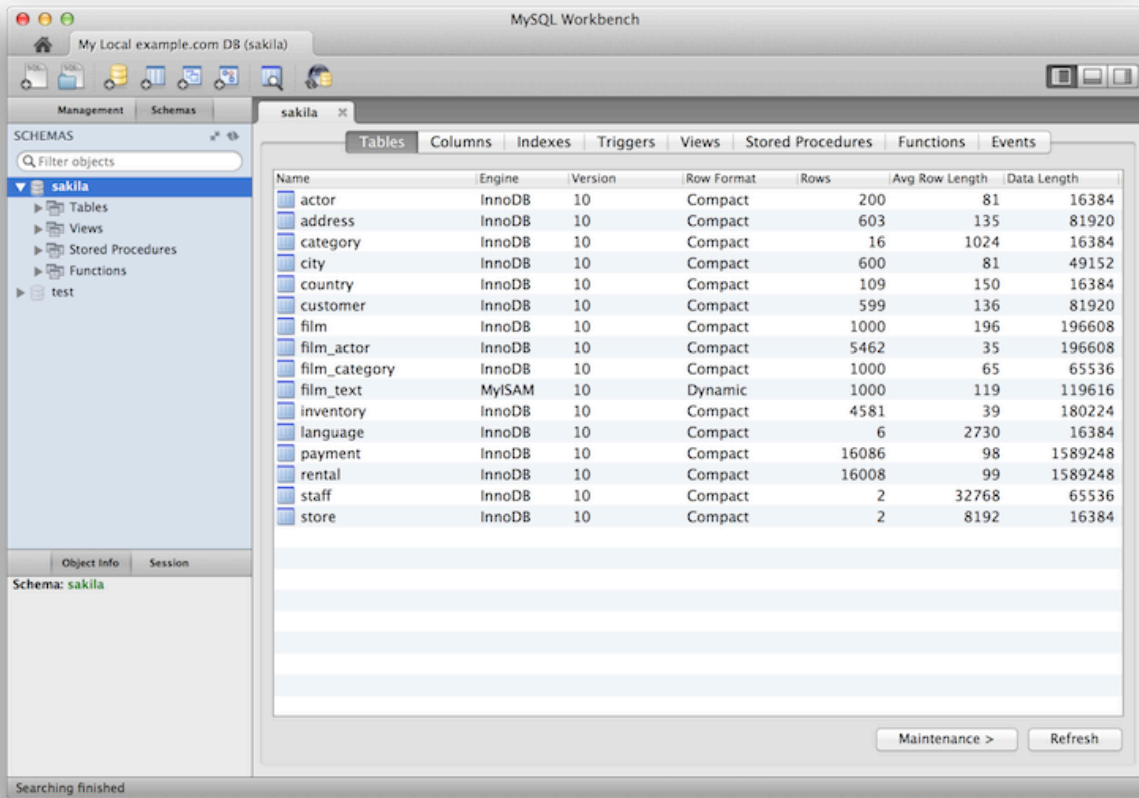 MySQL Workbench
My Local example.com DB (sakila)
SQL SQL
Management Schemas
SCHEMAS
Filter objects
sakila
Tables
Views
Stored Procedures
Functions
test
Object Info Session
Schema: sakila
sakila
Tables Columns Indexes Triggers Views Stored Procedures Functions Events
Name Engine Version Row Format Rows Avg Row Length Data Length
actor InnoDB 10 Compact 200 81 16384
address InnoDB 10 Compact 603 135 81920
category InnoDB 10 Compact 16 1024 16384
city InnoDB 10 Compact 600 81 49152
country InnoDB 10 Compact 109 150 16384
customer InnoDB 10 Compact 599 136 81920
film InnoDB 10 Compact 1000 196 196608
film_actor InnoDB 10 Compact 5462 35 196608
film_category InnoDB 10 Compact 1000 65 65536
film_text MyISAM 10 Dynamic 1000 119 119616
inventory InnoDB 10 Compact 4581 39 180224
language InnoDB 10 Compact 6 2730 16384
payment InnoDB 10 Compact 16086 98 1589248
rental InnoDB 10 Compact 16008 99 1589248
staff InnoDB 10 Compact 2 32768 65536
store InnoDB 10 Compact 2 8192 16384
Maintenance > Refresh
Searching finished